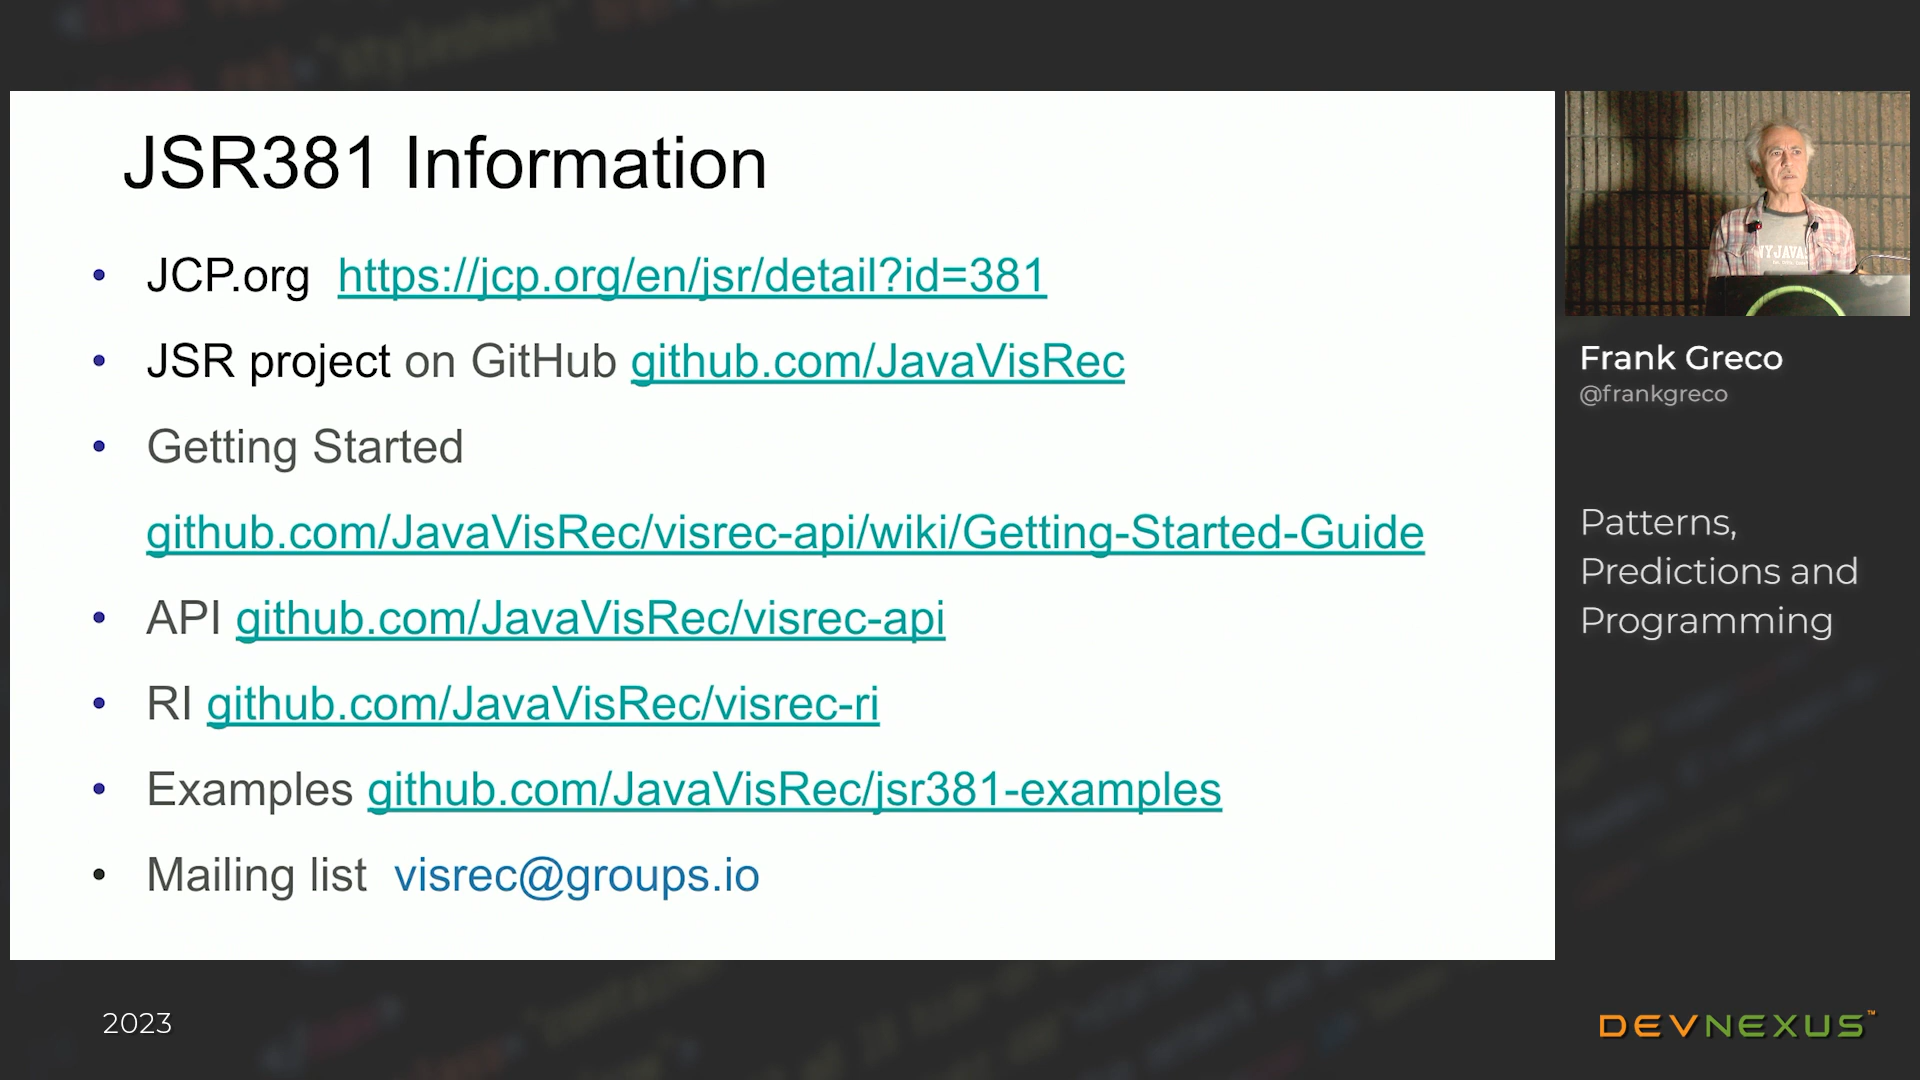 JSR381 Information
• JCP.org https://jcp.org/en/jsr/detail?id=381
• JSR project on GitHub github.com/JavaVisRec
• Getting Started
github.com/JavaVisRec/visrec-api/wiki/Getting-Started-Guide
• API github.com/JavaVisRec/visrec-api
• RI github.com/JavaVisRec/visrec-ri
• Examples github.com/JavaVisRec/jsr381-examples
• Mailing list visrec@groups.io
Frank Greco
@frankgreco
Patterns,
Predictions and
Programming
2023
DEVNEXUS™